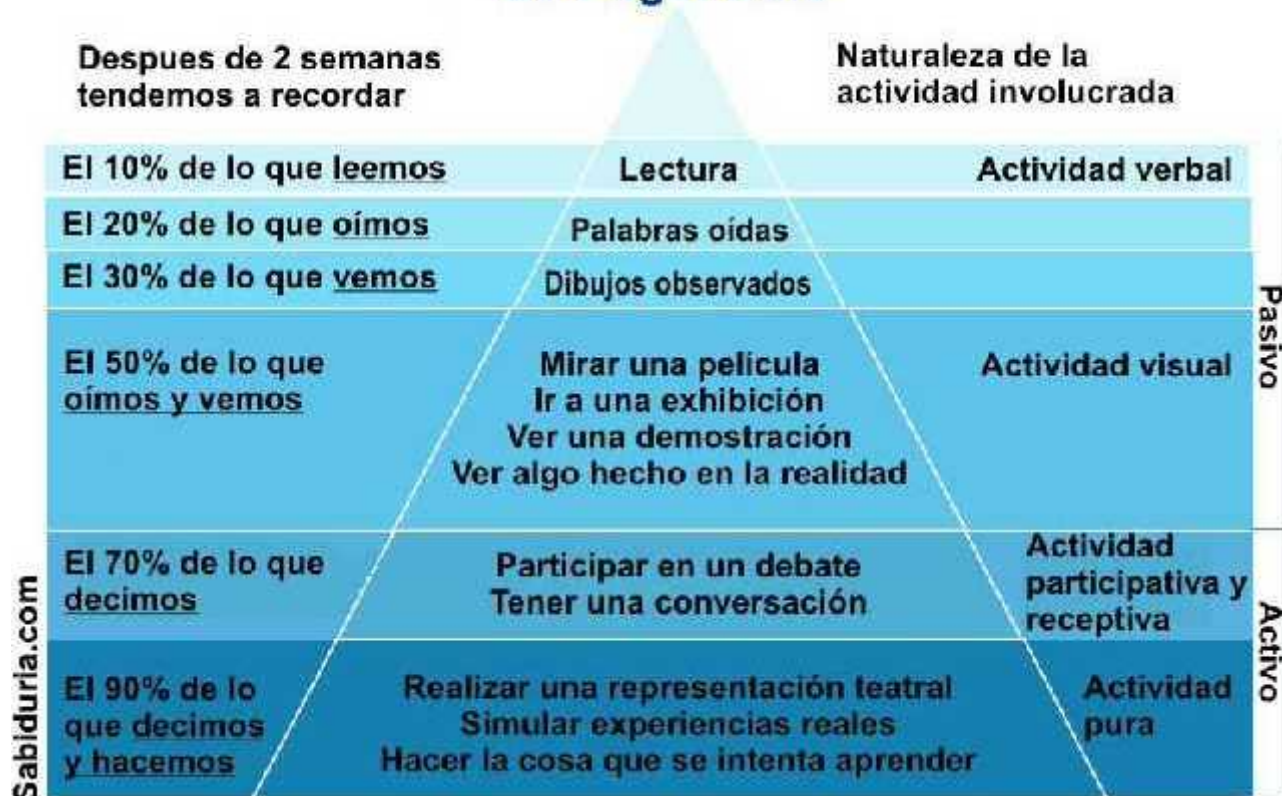 Despues de 2 semanas
tendemos a recordar
Naturaleza de la
actividad involucrada
El 10% de lo que leemos
Lectura
Actividad verbal
El 20% de lo que oímos
Palabras oídas
El 30% de lo que vemos
Dibujos observados
El 50% de lo que
oímos y vemos
Mirar una película
Ir a una exhibición
Ver una demostración
Ver algo hecho en la realidad
Actividad visual
Pasivo
El 70% de lo que
decimos
Participar en un debate
Tener una conversación
Actividad
participativa y
receptiva
El 90% de lo
que decimos
y hacemos
Realizar una representación teatral
Simular experiencias reales
Hacer la cosa que se intenta aprender
Actividad
pura
Activo
Sabiduria.com